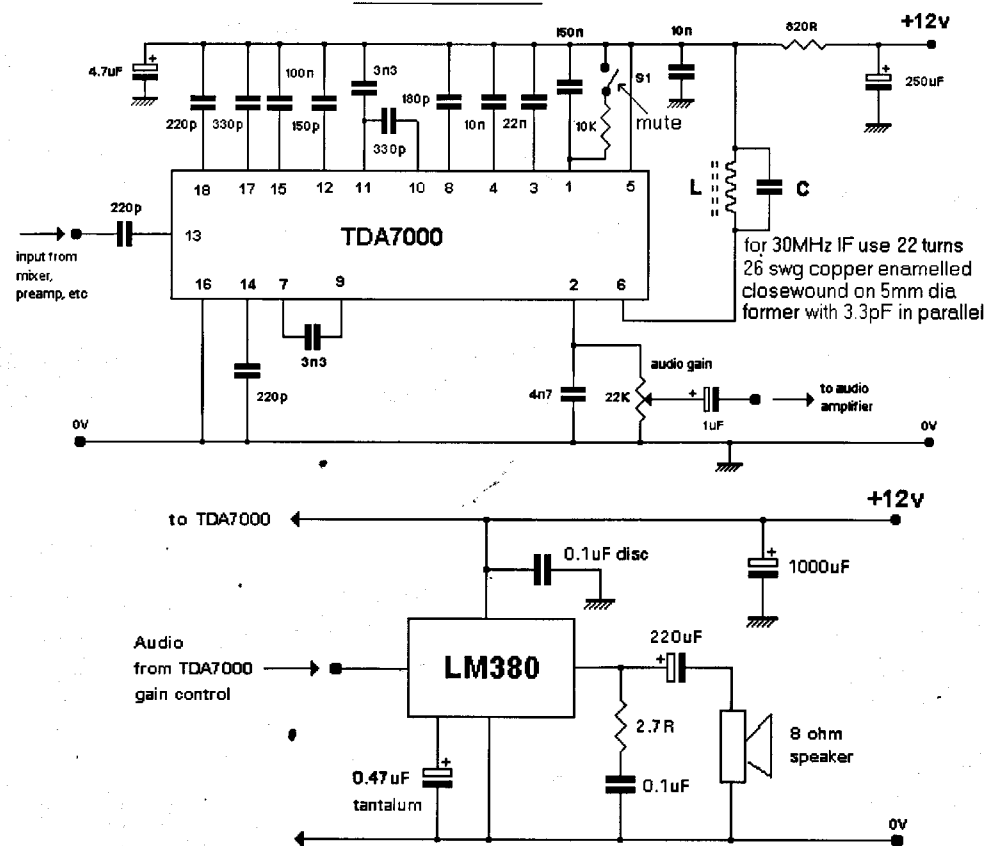 +12v
150n
10n
820R
4.7uF
+
100n
3n3
180p
S1
mute
+
250uF
220p
330p
150p
330p
10n
22n
10K
18
17
15
12
11
10
8
4
3
1
5
L
C
220p
13
TDA7000
input from
mixer,
preamp, etc
for 30MHz IF use 22 turns
26 swg copper enamelled
closewound on 5mm dia
former with 3.3pF in parallel
16
14
7
9
2
6
3n3
220p
audio gain
4n7
22K
+
1uF
to audio
amplifier
0V
0V
+12v
to TDA7000
0.1uF disc
+
1000uF
Audio
from TDA7000
gain control
LM380
220uF
+
2.7R
8 ohm
speaker
+
0.47uF
tantalum
0.1uF
0V